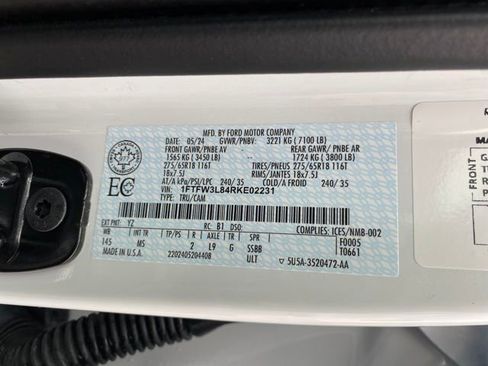 MFD. BY FORD MOTOR COMPANY
DATE: 05/24 GVWR/PNBV: 3221 KG ( 7100 LB)
FRONT GAWR/PNBE AV REAR GAWR/PNBE AR
1565 KG ( 3450 LB) 1724 KG ( 3800 LB)
275/65R18 116T TIRES/PNEUS 275/65R18 116T
18x7.5J RIMS/JANTES 18x7.5J
AT/A kPa/PSI/LPC 240/ 35 COLD/A FROID 240/ 35
EC VIN: 1FTFW3L84RKE02231
TYPE: TRU/CAM
EXT PNT: YZ RC: B1 DSO: COMPLIES: ICES/NMB-002
WB TP/PS R AXLE TR SPR F0005
145 MS 2 L9 G SSBB T0661
MADE IN U.S.A. 2202405204408 ULT 5U5A-3520472-AA
FRONT